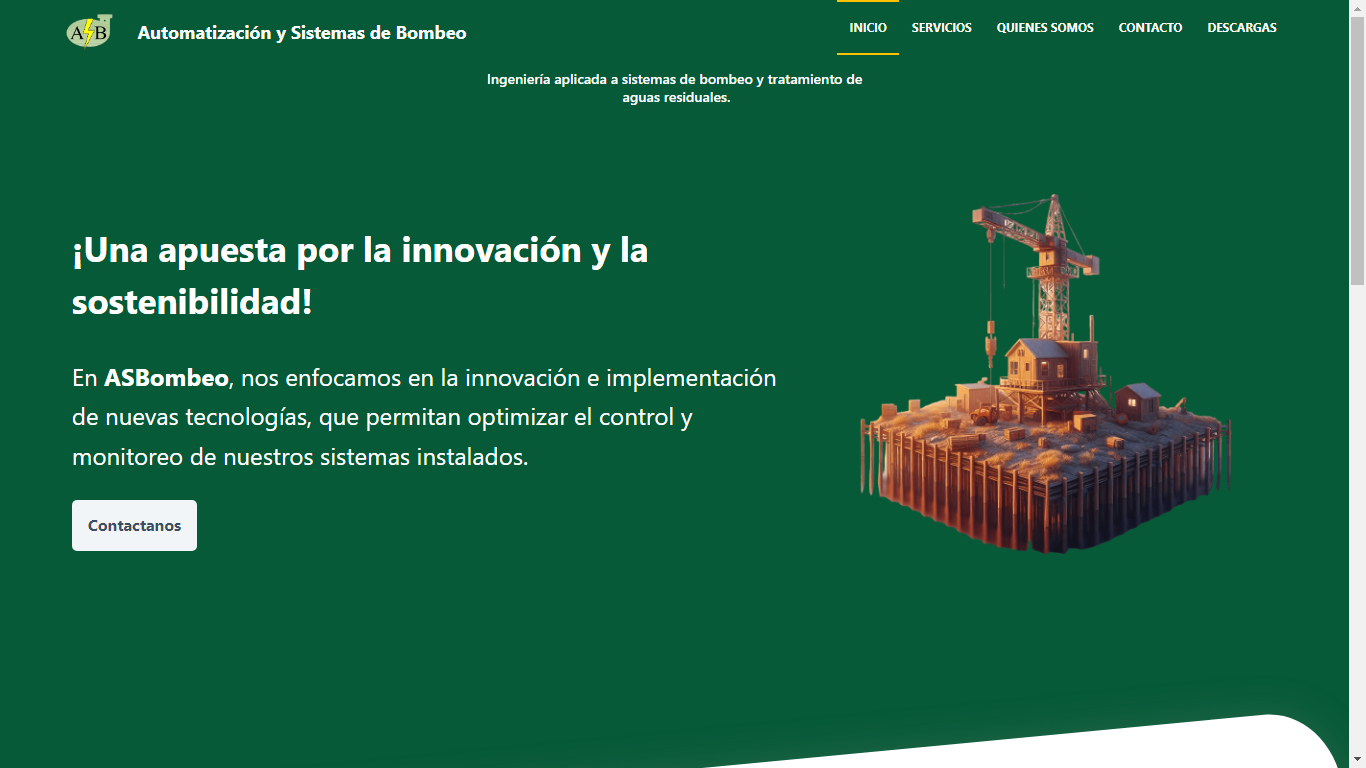 ASB
Automatización y Sistemas de Bombeo
INICIO
SERVICIOS
QUIENES SOMOS
CONTACTO
DESCARGAS
Ingeniería aplicada a sistemas de bombeo y tratamiento de
aguas residuales.
¡Una apuesta por la innovación y la
sostenibilidad!
En ASBombeo, nos enfocamos en la innovación e implementación
de nuevas tecnologías, que permitan optimizar el control y
monitoreo de nuestros sistemas instalados.
Contactanos